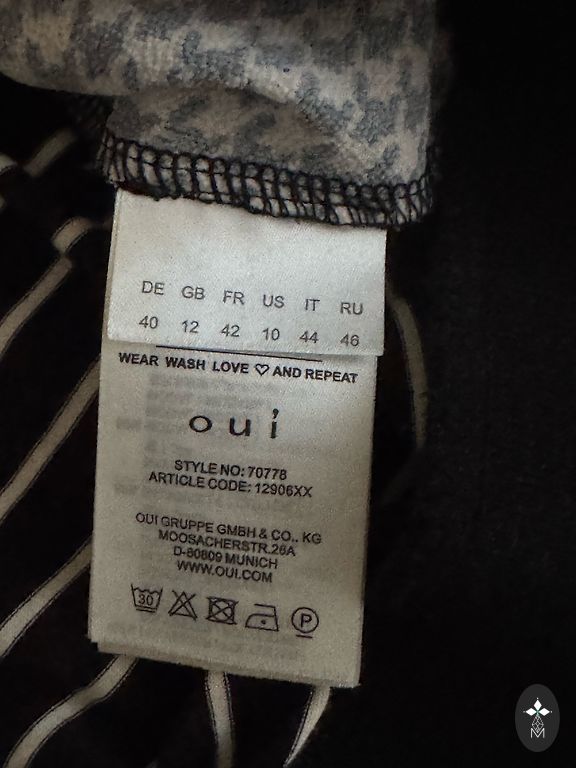 DE GB FR US IT RU
40 12 42 10 44 46
WEAR WASH LOVE ♡ AND REPEAT
oui
STYLE NO: 70778
ARTICLE CODE: 12906XX
OUI GRUPPE GMBH & CO.. KG
MOOSACHERSTR.26A
D-80809 MUNICH
WWW.OUI.COM
30 P
M